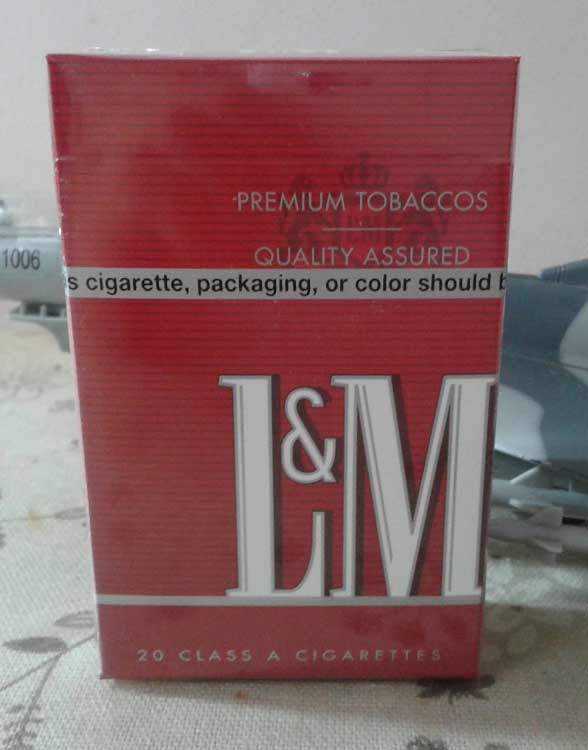 PREMIUM TOBACCOS
QUALITY ASSURED
1006
s cigarette, packaging, or color should b
L&M
20 CLASS A CIGARETTES